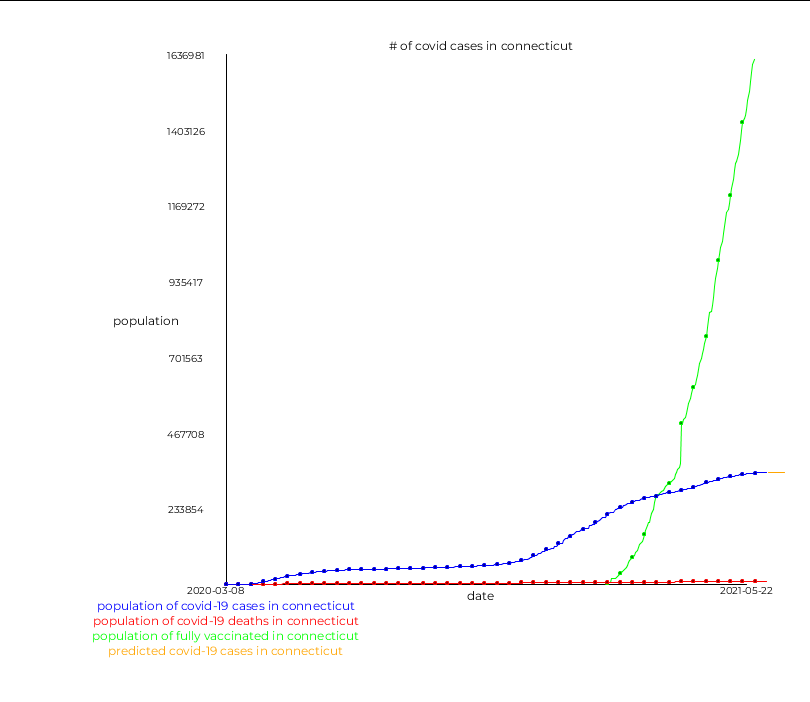 # of covid cases in connecticut
1636981
1403126
1169272
935417
population
701563
467708
233854
2020-03-08
2021-05-22
date
population of covid-19 cases in connecticut
population of covid-19 deaths in connecticut
population of fully vaccinated in connecticut
predicted covid-19 cases in connecticut